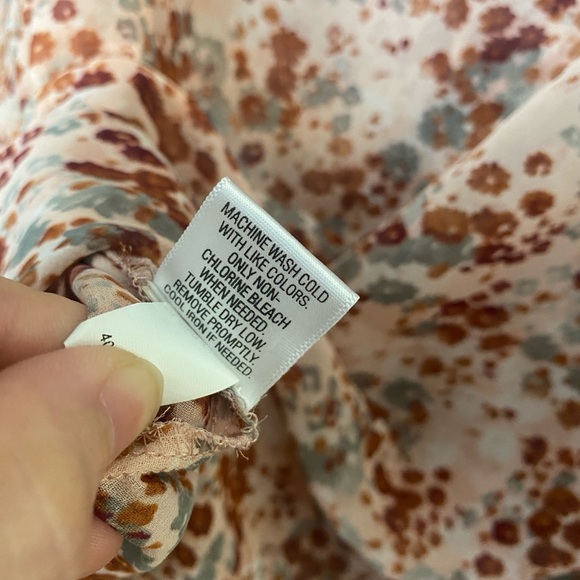 MACHINE WASH COLD
WITH LIKE COLORS.
ONLY NON-
CHLORINE BLEACH
WHEN NEEDED.
TUMBLE DRY LOW.
REMOVE PROMPTLY.
COOL IRON IF NEEDED.